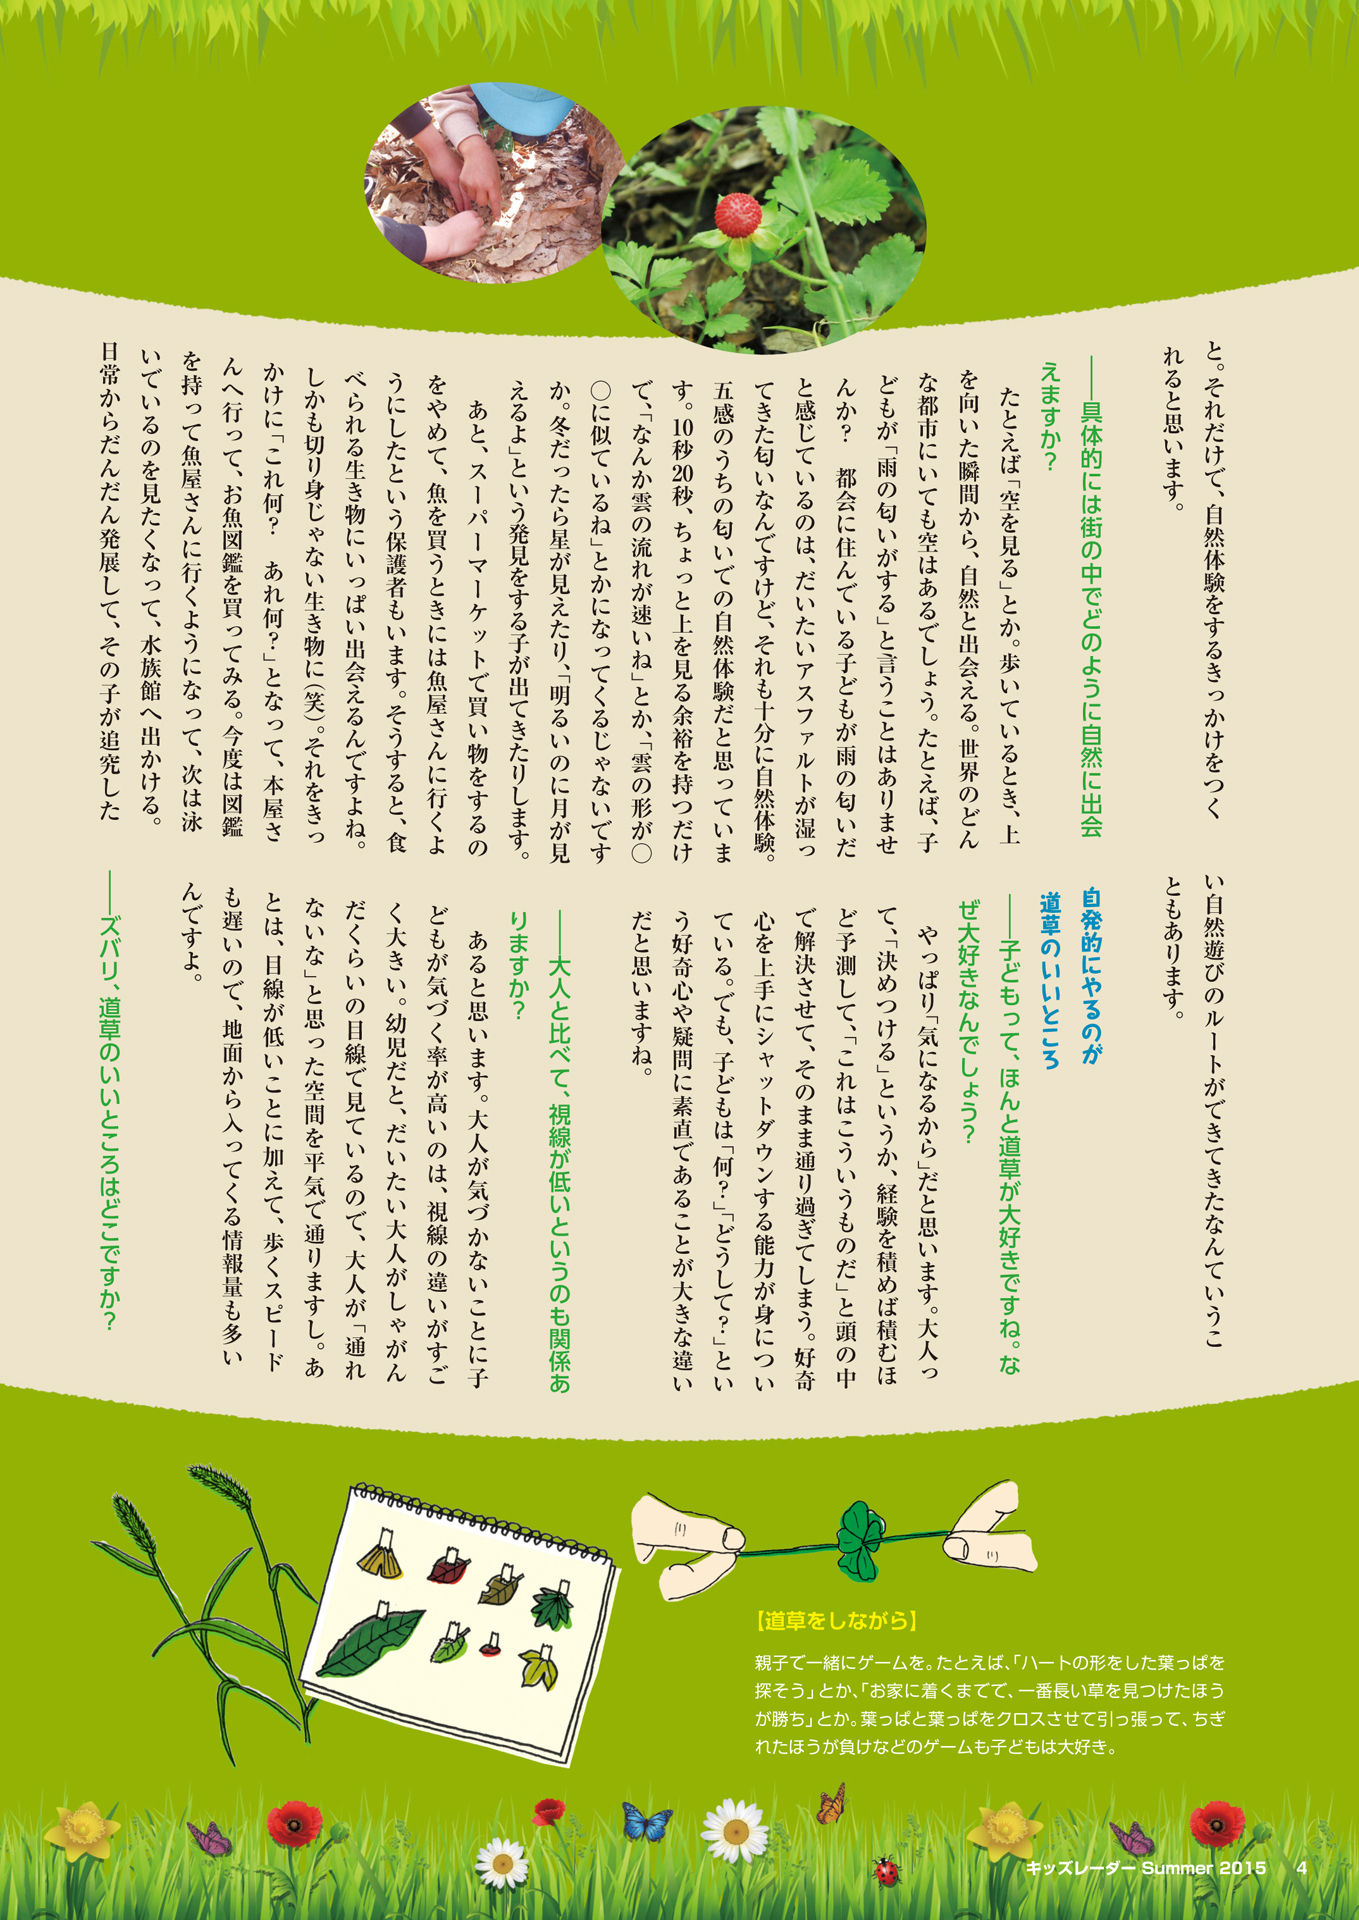 と。それだけで、自然体験をするきっかけをつく
れると思います。
――具体的には街の中でどのように自然に出会
えますか？
たとえば「空を見る」とか。歩いているとき、上
を向いた瞬間から、自然と出会える。世界のどん
な都市にいても空はあるでしょう。たとえば、子
どもが「雨の匂いがする」と言うことはありませ
んか？　都会に住んでいる子どもが雨の匂いだ
と感じているのは、だいたいアスファルトが湿っ
てきた匂いなんですけど、それも十分に自然体験。
五感のうちの匂いでの自然体験だと思っていま
す。10秒20秒、ちょっと上を見る余裕を持つだけ
で、「なんか雲の流れが速いね」とか、「雲の形が○
○に似ているね」とかになってくるじゃないです
か。冬だったら星が見えたり、「明るいのに月が見
えるよ」という発見をする子が出てきたりします。
あと、スーパーマーケットで買い物をするの
をやめて、魚を買うときには魚屋さんに行くよ
うにしたという保護者もいます。そうすると、食
べられる生き物にいっぱい出会えるんですよね。
しかも切り身じゃない生き物に（笑）。それをきっ
かけに「これ何？　あれ何？」となって、本屋さ
んへ行って、お魚図鑑を買ってみる。今度は図鑑
を持って魚屋さんに行くようになって、次は泳
いでいるのを見たくなって、水族館へ出かける。
日常からだんだん発展して、その子が追究した
い自然遊びのルートができてきたなんていうこ
ともあります。
自発的にやるのが
道草のいいところ
――子どもって、ほんと道草が大好きですね。な
ぜ大好きなんでしょう？
やっぱり「気になるから」だと思います。大人っ
て、「決めつける」というか、経験を積めば積むほ
ど予測して、「これはこういうものだ」と頭の中
で解決させて、そのまま通り過ぎてしまう。好奇
心を上手にシャットダウンする能力が身につい
ている。でも、子どもは「何？」「どうして？」とい
う好奇心や疑問に素直であることが大きな違い
だと思いますね。
――大人と比べて、視線が低いというのも関係あ
りますか？
あると思います。大人が気づかないことに子
どもが気づく率が高いのは、視線の違いがすご
く大きい。幼児だと、だいたい大人がしゃがん
だくらいの目線で見ているので、大人が「通れ
ないな」と思った空間を平気で通りますし。あ
とは、目線が低いことに加えて、歩くスピード
も遅いので、地面から入ってくる情報量も多い
んですよ。
――ズバリ、道草のいいところはどこですか？
【道草をしながら】
親子で一緒にゲームを。たとえば、「ハートの形をした葉っぱを
探そう」とか、「お家に着くまでで、一番長い草を見つけたほう
が勝ち」とか。葉っぱと葉っぱをクロスさせて引っ張って、ちぎ
れたほうが負けなどのゲームも子どもは大好き。
キッズレーダー Summer 2015　4